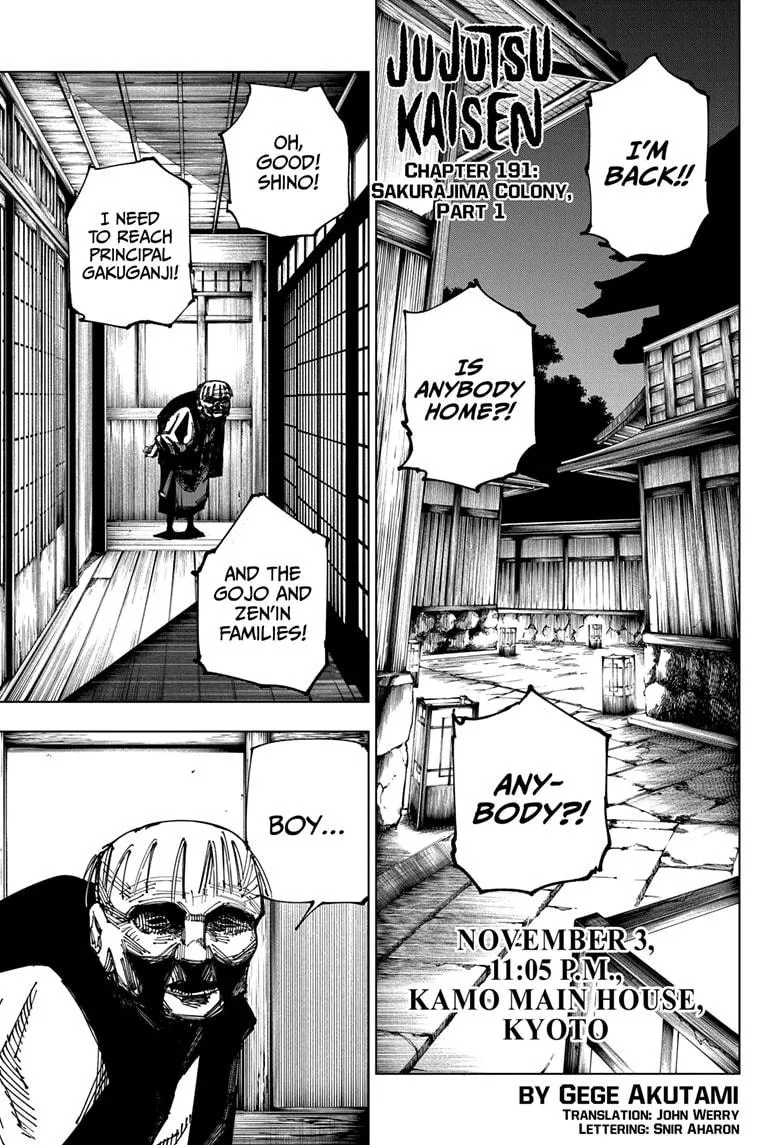 JUJUTSU
KAISEN
CHAPTER 191:
SAKURAJIMA COLONY,
PART 1
I'M
BACK!!
IS
ANYBODY
HOME?!
ANY-
BODY?!
NOVEMBER 3,
11:05 P.M.,
KAMO MAIN HOUSE,
KYOTO
BY GEGE AKUTAMI
TRANSLATION: JOHN WERRY
LETTERING: SNIR AHARON
OH,
GOOD!
SHINO!
I NEED
TO REACH
PRINCIPAL
GAKUGANJI!
AND THE
GOJO AND
ZEN'IN
FAMILIES!
BOY...